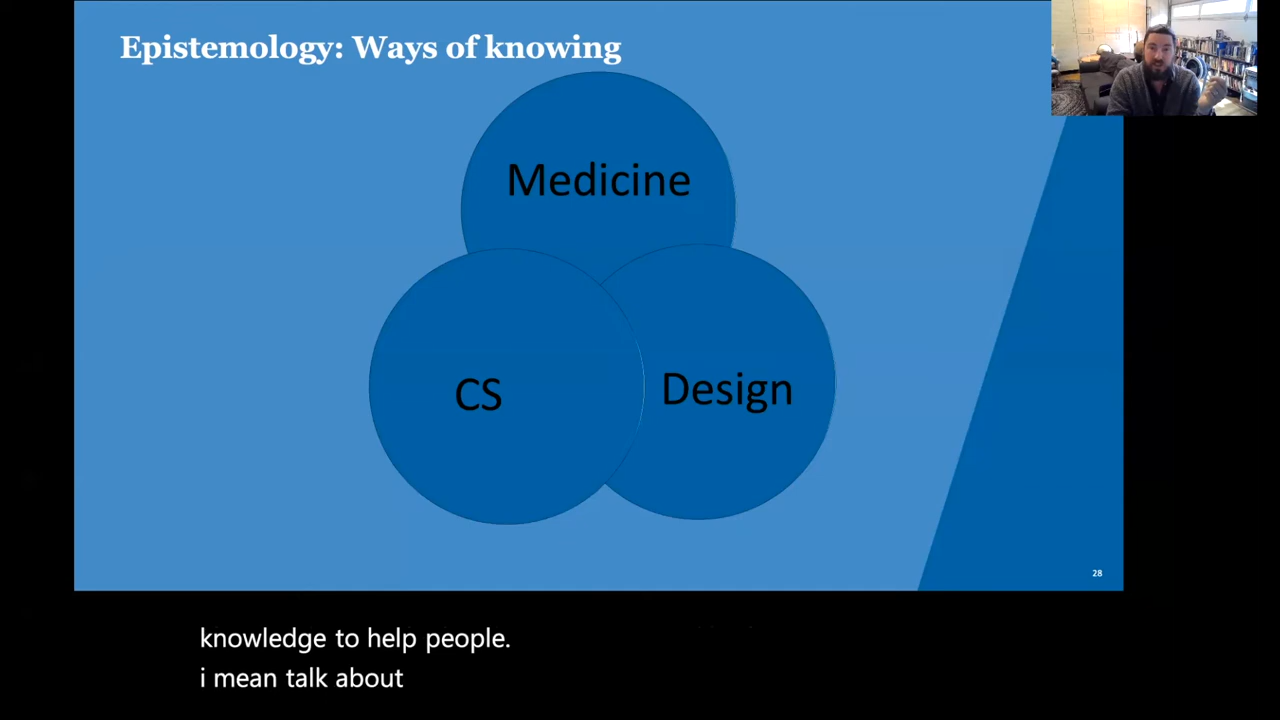 Epistemology: Ways of knowing
Medicine
CS
Design
28
knowledge to help people.
i mean talk about